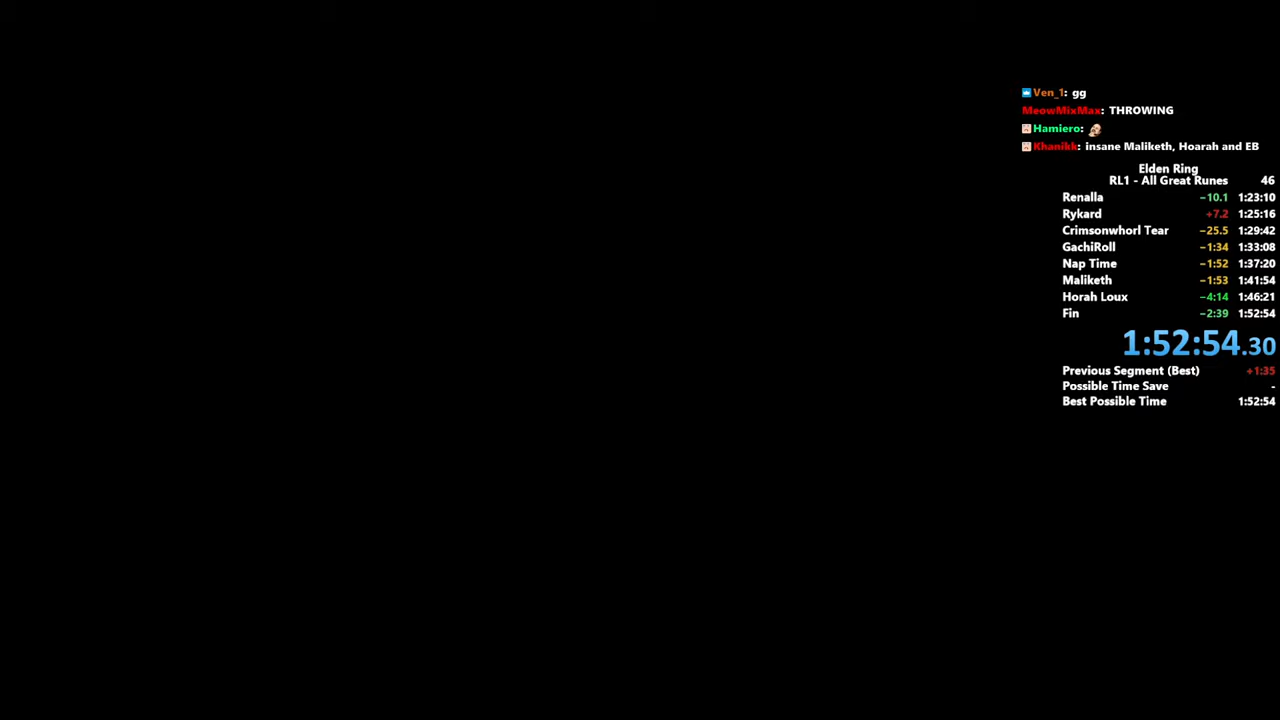 Ven_1: gg
MeowMixMax: THROWING
Hamiero:
Khanikk: insane Maliketh, Hoarah and EB
Elden Ring
RL1 - All Great Runes 46
Renalla −10.1 1:23:10
Rykard +7.2 1:25:16
Crimsonwhorl Tear −25.5 1:29:42
GachiRoll −1:34 1:33:08
Nap Time −1:52 1:37:20
Maliketh −1:53 1:41:54
Horah Loux −4:14 1:46:21
Fin −2:39 1:52:54
1:52:54.30
Previous Segment (Best) +1:35
Possible Time Save -
Best Possible Time 1:52:54